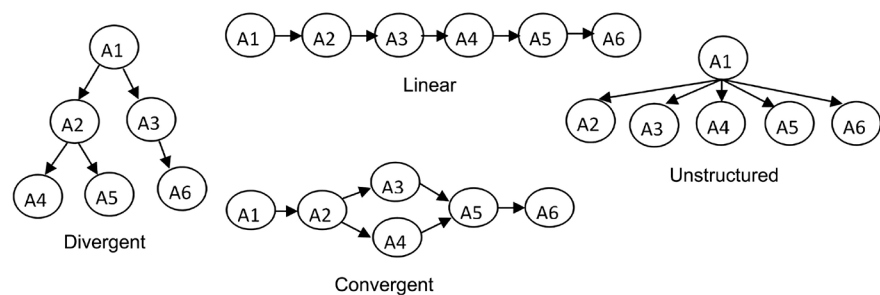 A1
A2 A3
A4 A5 A6
Divergent
A1 A2 A3 A4 A5 A6
Linear
A1 A2 A3 A4 A5 A6
Convergent
A1
A2 A3 A4 A5 A6
Unstructured